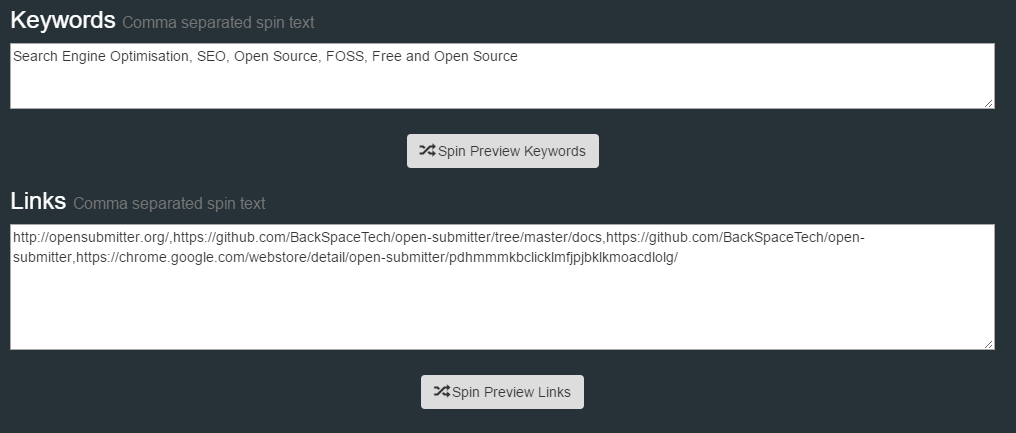 Keywords Comma separated spin text
Search Engine Optimisation, SEO, Open Source, FOSS, Free and Open Source
Spin Preview Keywords
Links Comma separated spin text
http://opensubmitter.org/,https://github.com/BackSpaceTech/open-submitter/tree/master/docs,https://github.com/BackSpaceTech/open-
submitter,https://chrome.google.com/webstore/detail/open-submitter/pdhmmmkbclicklmfjpjbklkmoacdlolg/
Spin Preview Links